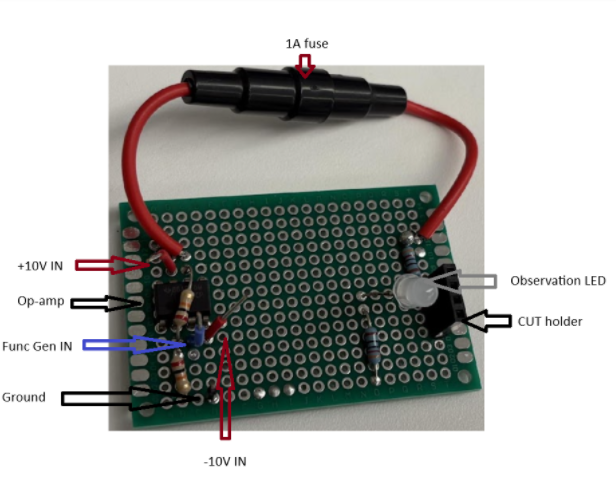 1A fuse
+10V IN
Observation LED
Op-amp
CUT holder
Func Gen IN
Ground
-10V IN